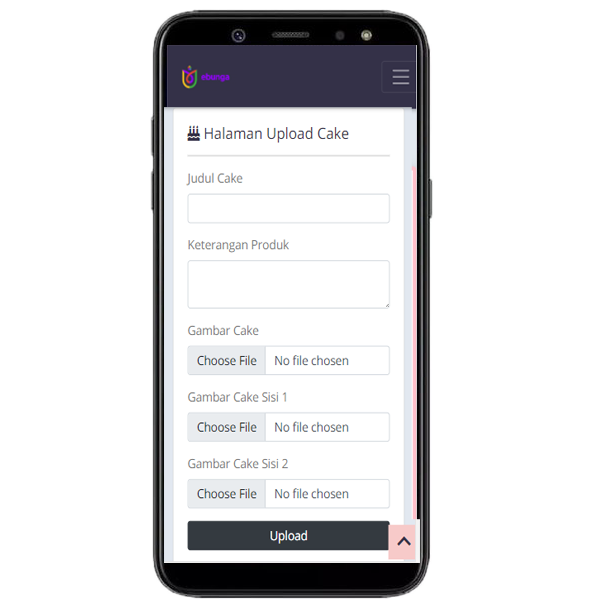 ebunga
Halaman Upload Cake
Judul Cake
Keterangan Produk
Gambar Cake
Choose File No file chosen
Gambar Cake Sisi 1
Choose File No file chosen
Gambar Cake Sisi 2
Choose File No file chosen
Upload